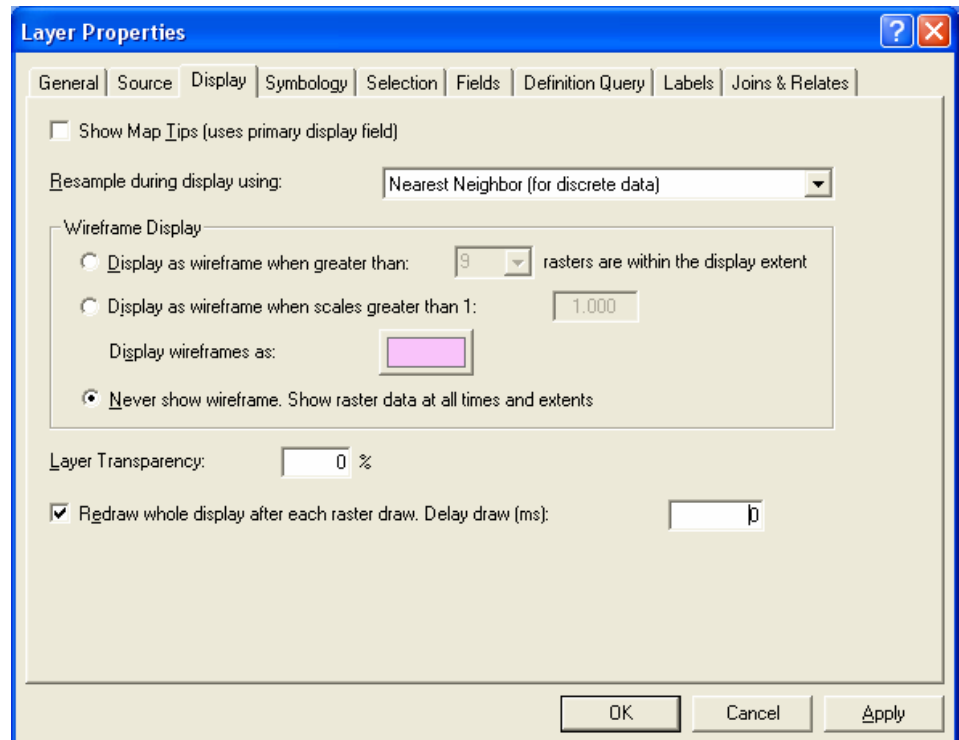 Layer Properties
General Source Display Symbology Selection Fields Definition Query Labels Joins & Relates
Show Map Tips (uses primary display field)
Resample during display using: Nearest Neighbor (for discrete data)
Wireframe Display
Display as wireframe when greater than: 9 rasters are within the display extent
Display as wireframe when scales greater than 1: 1.000
Display wireframes as:
Never show wireframe. Show raster data at all times and extents
Layer Transparency: 0 %
Redraw whole display after each raster draw. Delay draw (ms): 0
OK Cancel Apply